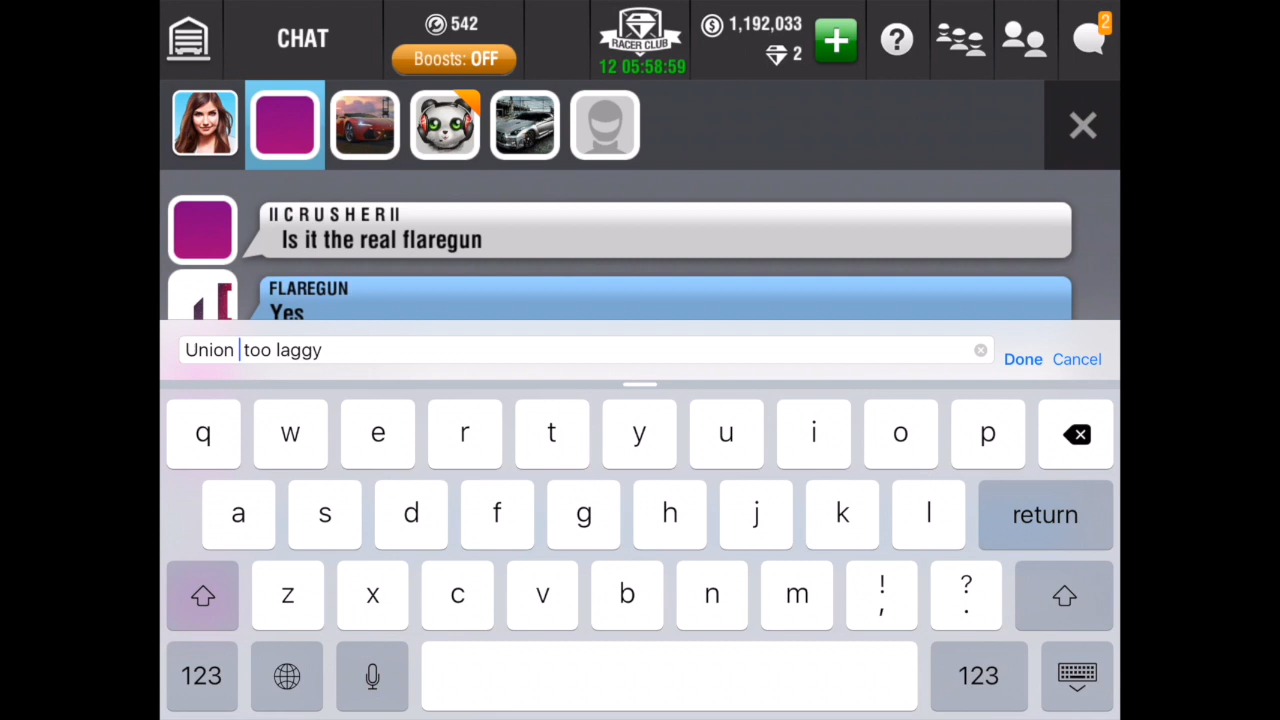 CHAT
542
Boosts: OFF
RACER CLUB
12 05:58:59
1,192,033
2
?
2
II C R U S H E R II
Is it the real flaregun
FLAREGUN
Yes
Union too laggy
Done Cancel
q w e r t y u i o p
a s d f g h j k l return
z x c v b n m ! , ? .
123 123